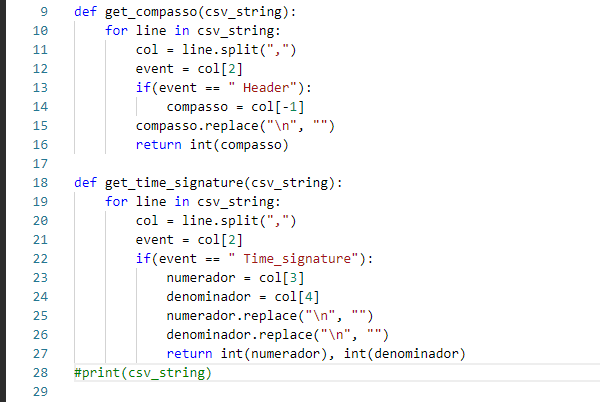 9 def get_compasso(csv_string):
10     for line in csv_string:
11         col = line.split(",")
12         event = col[2]
13         if(event == " Header"):
14             compasso = col[-1]
15         compasso.replace("\n", "")
16         return int(compasso)
17
18 def get_time_signature(csv_string):
19     for line in csv_string:
20         col = line.split(",")
21         event = col[2]
22         if(event == " Time_signature"):
23             numerador = col[3]
24             denominador = col[4]
25             numerador.replace("\n", "")
26             denominador.replace("\n", "")
27             return int(numerador), int(denominador)
28 #print(csv_string)
29